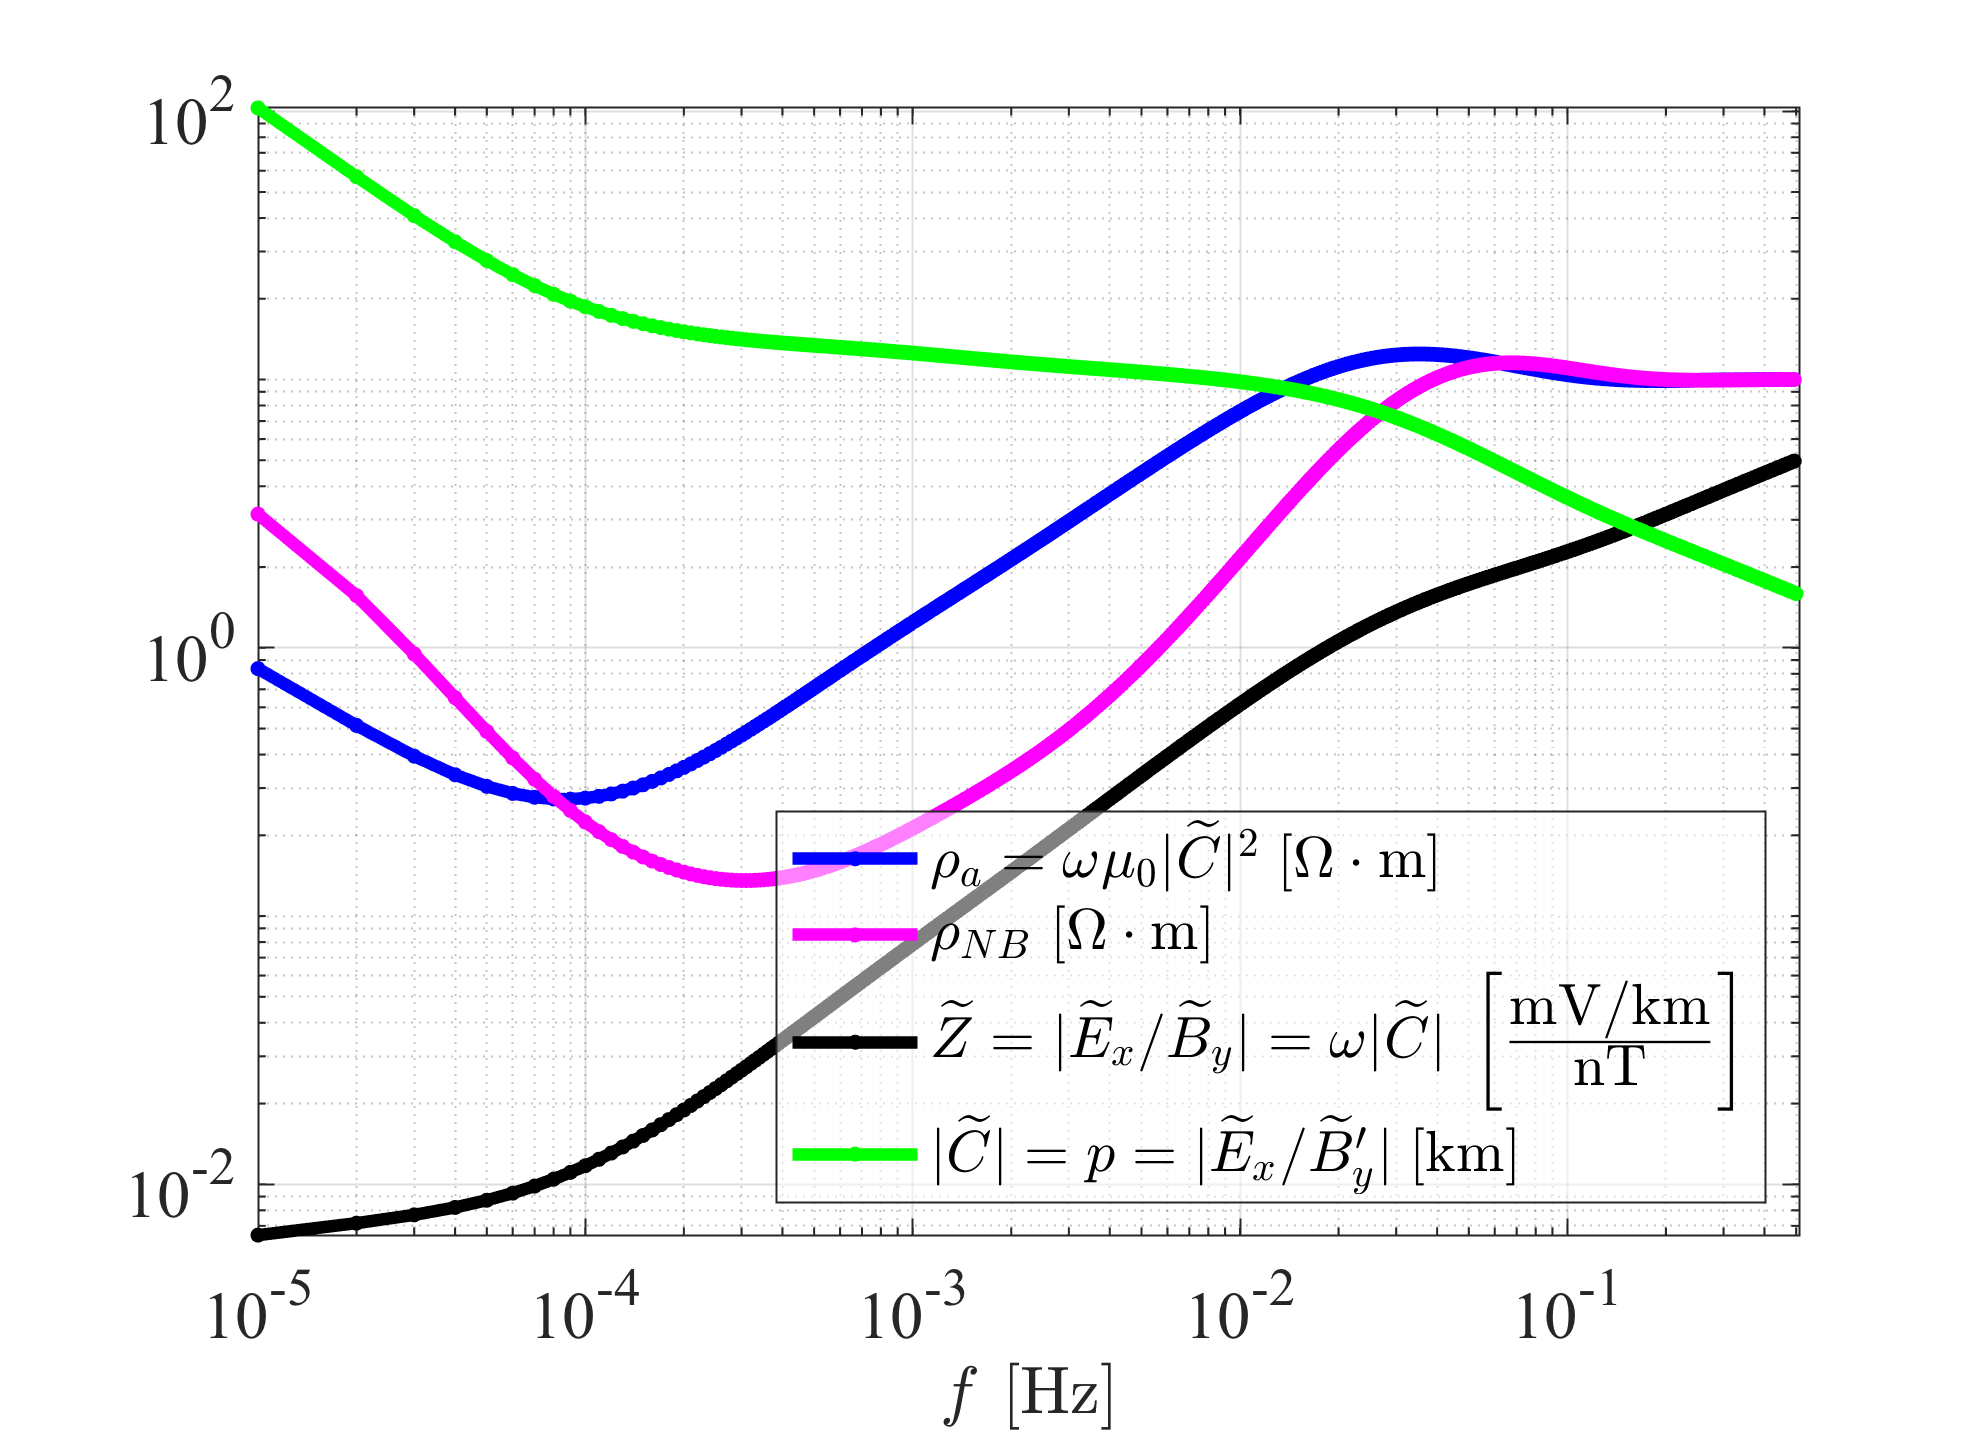 10^2
10^0
10^-2
10^-5 10^-4 10^-3 10^-2 10^-1
f [Hz]
ρ_a = ωμ_0|C̃|^2 [Ω · m]
ρ_NB [Ω · m]
Z̃ = |Ẽ_x/B̃_y| = ω|C̃| [mV/km / nT]
|C̃| = p = |Ẽ_x/B̃′_y| [km]